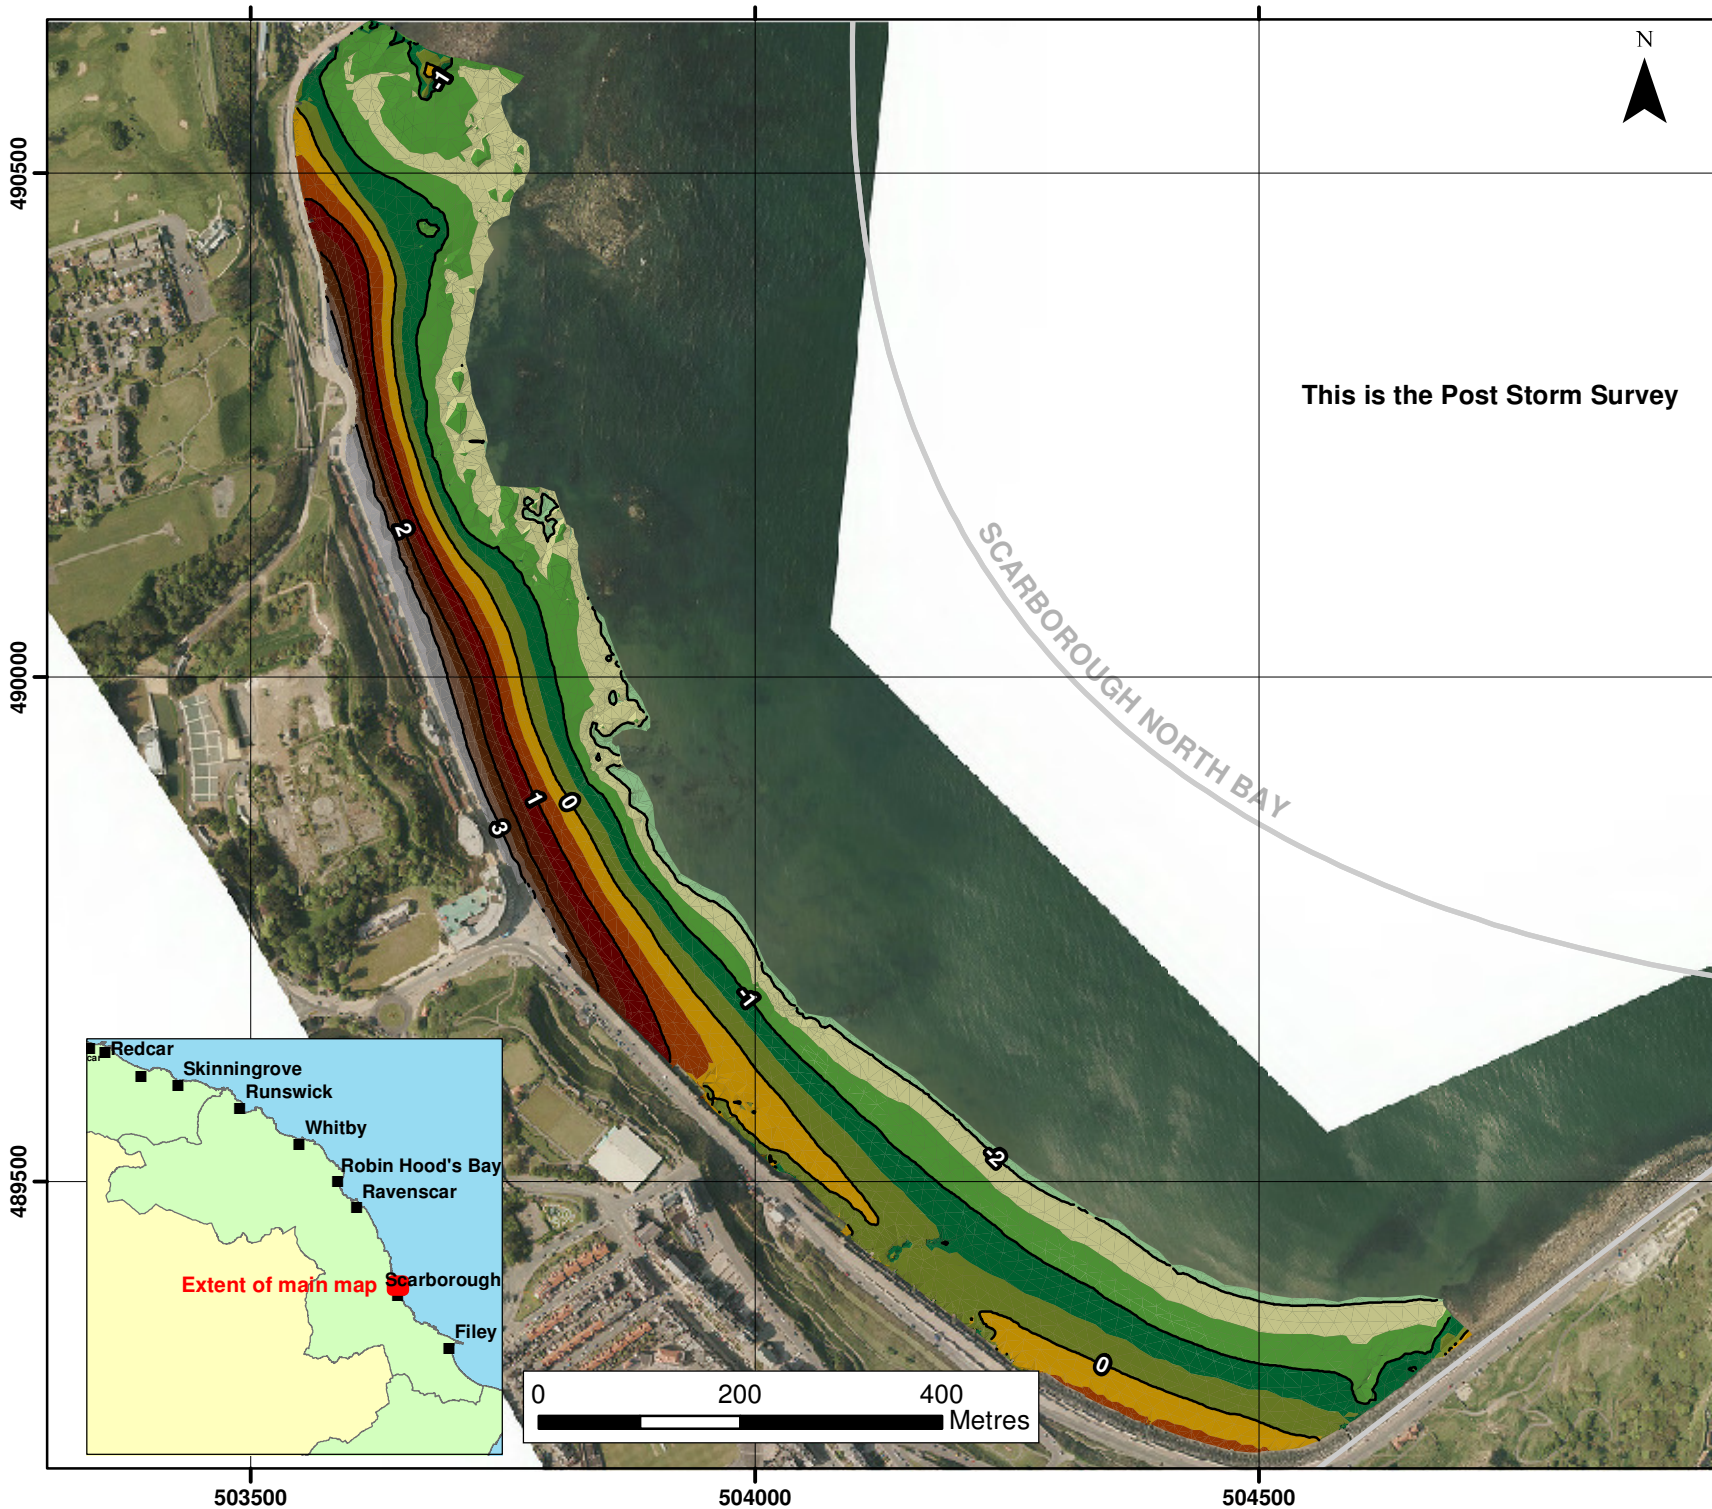 N
490500
This is the Post Storm Survey
-1
2
SCARBOROUGH NORTH BAY
490000
1
0
3
-1
Redcar
car
Skinningrove
Runswick
Whitby
Robin Hood's Bay
Ravenscar
Extent of main map
Scarborough
Filey
489500
-2
0
0 200 400
Metres
503500 504000 504500